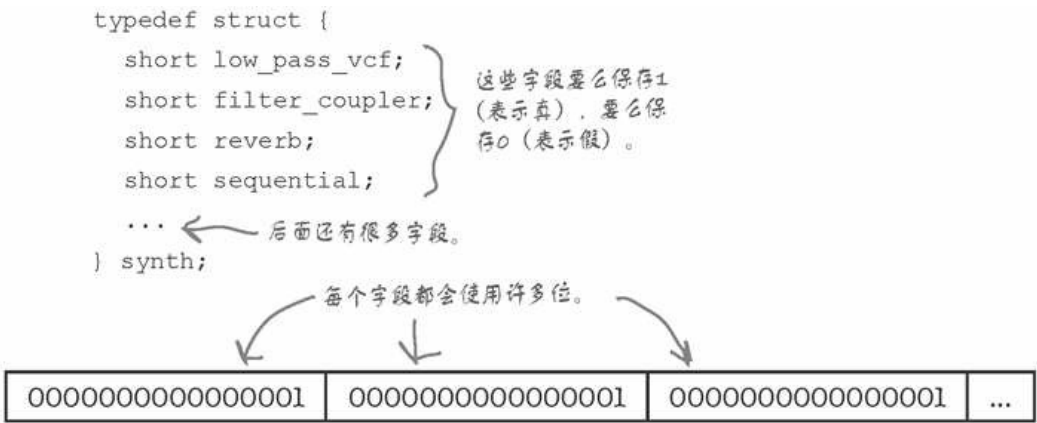 typedef struct {
short low_pass_vcf;
short filter_coupler;
short reverb;
short sequential;
这些字段要么保存1
（表示真），要么保
存0（表示假）。
... 后面还有很多字段。
} synth;
每个字段都会使用许多位。
0000000000000001 0000000000000001 0000000000000001 ...